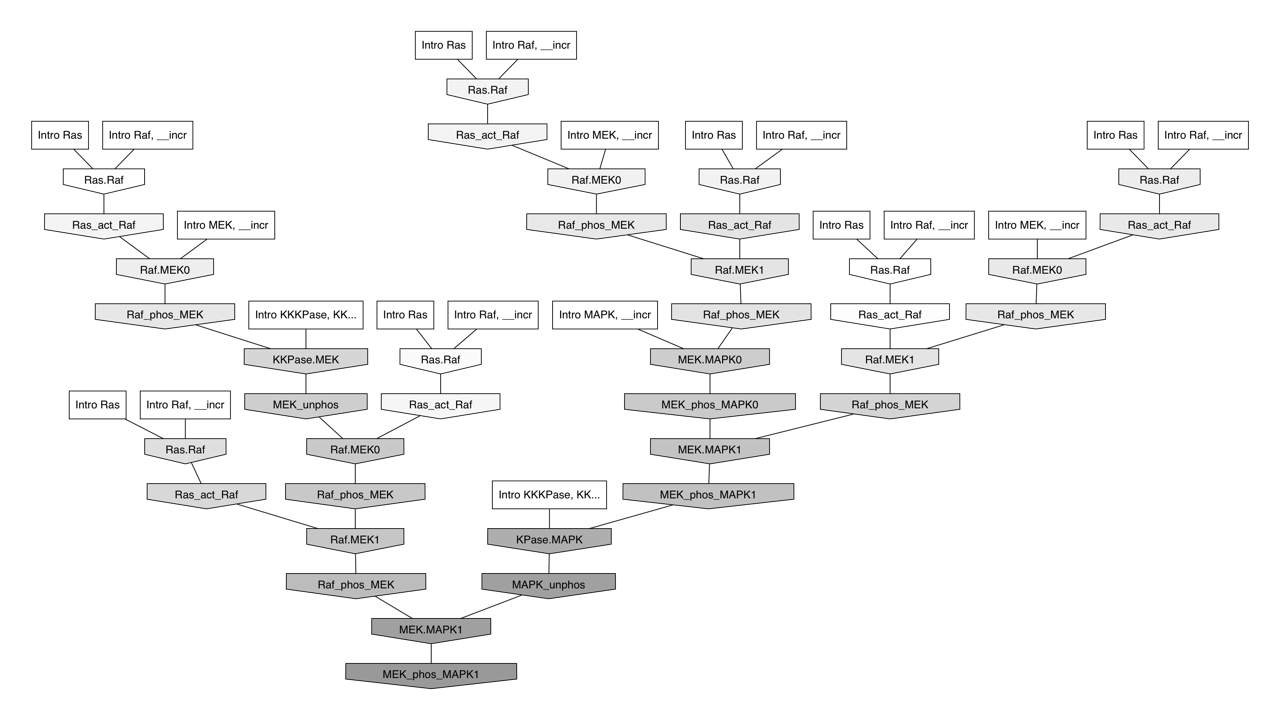 Intro Ras
Intro Raf, __incr
Ras.Raf
Intro Ras
Intro Raf, __incr
Ras_act_Raf
Intro MEK, __incr
Intro Ras
Intro Raf, __incr
Intro Ras
Intro Raf, __incr
Ras.Raf
Raf.MEK0
Ras.Raf
Ras.Raf
Ras_act_Raf
Intro MEK, __incr
Raf_phos_MEK
Ras_act_Raf
Intro Ras
Intro Raf, __incr
Intro MEK, __incr
Ras_act_Raf
Raf.MEK0
Raf.MEK1
Ras.Raf
Raf.MEK0
Raf_phos_MEK
Intro KKKPase, KK...
Intro Ras
Intro Raf, __incr
Intro MAPK, __incr
Raf_phos_MEK
Ras_act_Raf
Raf_phos_MEK
KKPase.MEK
Ras.Raf
MEK.MAPK0
Raf.MEK1
Intro Ras
Intro Raf, __incr
MEK_unphos
Ras_act_Raf
MEK_phos_MAPK0
Raf_phos_MEK
Ras.Raf
Raf.MEK0
MEK.MAPK1
Ras_act_Raf
Raf_phos_MEK
Intro KKKPase, KK...
MEK_phos_MAPK1
Raf.MEK1
KPase.MAPK
Raf_phos_MEK
MAPK_unphos
MEK.MAPK1
MEK_phos_MAPK1